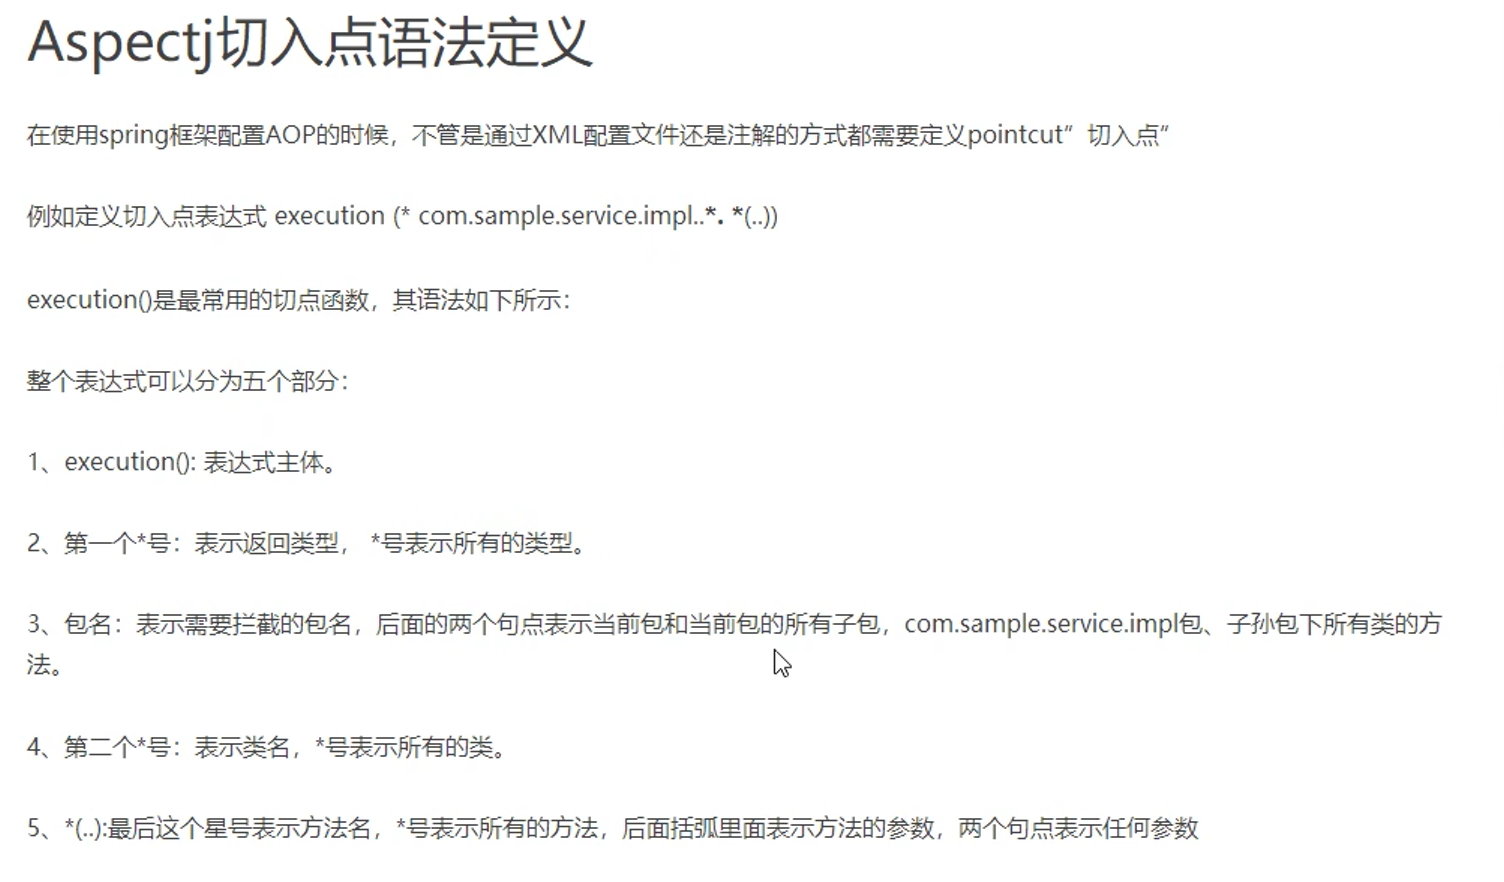 Aspectj切入点语法定义
在使用spring框架配置AOP的时候，不管是通过XML配置文件还是注解的方式都需要定义pointcut”切入点”
例如定义切入点表达式 execution (* com.sample.service.impl..*. *(..))
execution()是最常用的切点函数，其语法如下所示：
整个表达式可以分为五个部分：
1、execution(): 表达式主体。
2、第一个*号：表示返回类型， *号表示所有的类型。
3、包名：表示需要拦截的包名，后面的两个句点表示当前包和当前包的所有子包，com.sample.service.impl包、子孙包下所有类的方
法。
4、第二个*号：表示类名，*号表示所有的类。
5、*(..):最后这个星号表示方法名，*号表示所有的方法，后面括弧里面表示方法的参数，两个句点表示任何参数